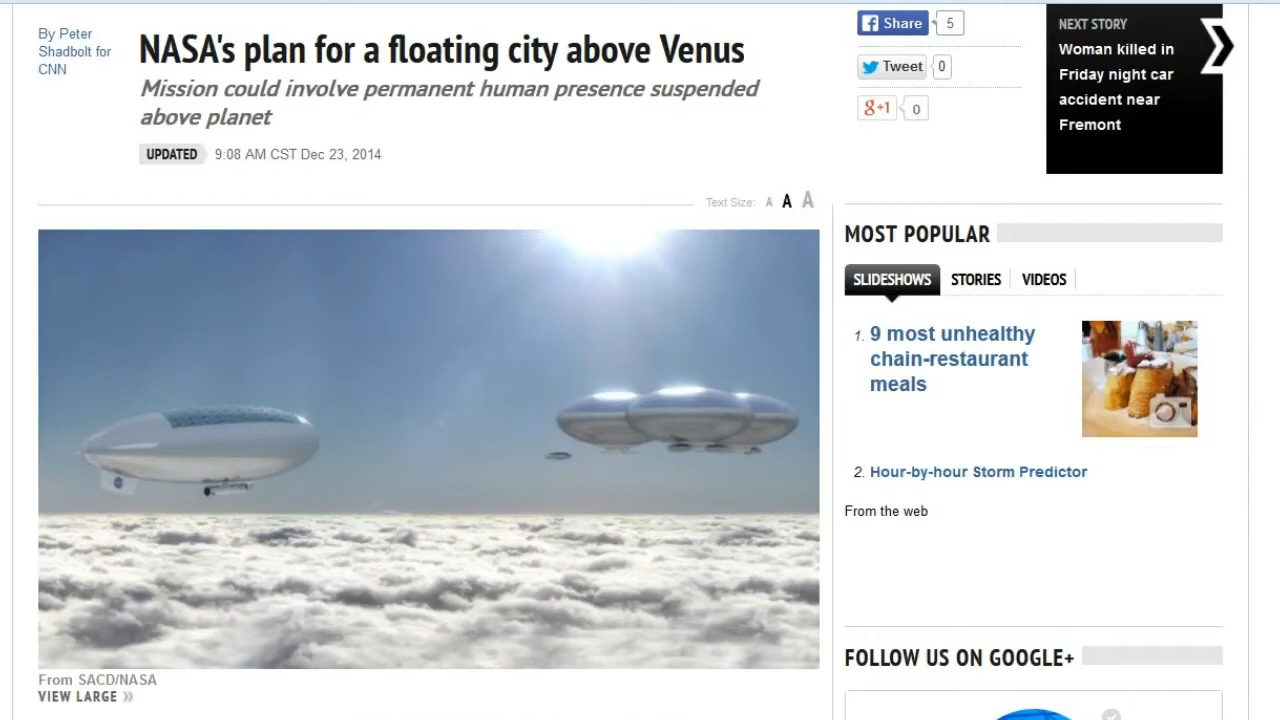 By Peter
Shadbolt for
CNN
NASA's plan for a floating city above Venus
Mission could involve permanent human presence suspended
above planet
UPDATED 9:08 AM CST Dec 23, 2014
Share 5
Tweet 0
g+1 0
NEXT STORY
Woman killed in
Friday night car
accident near
Fremont
Text Size: A A A
From SACD/NASA
VIEW LARGE »
MOST POPULAR
SLIDESHOWS STORIES VIDEOS
1. 9 most unhealthy
chain-restaurant
meals
2. Hour-by-hour Storm Predictor
From the web
FOLLOW US ON GOOGLE+